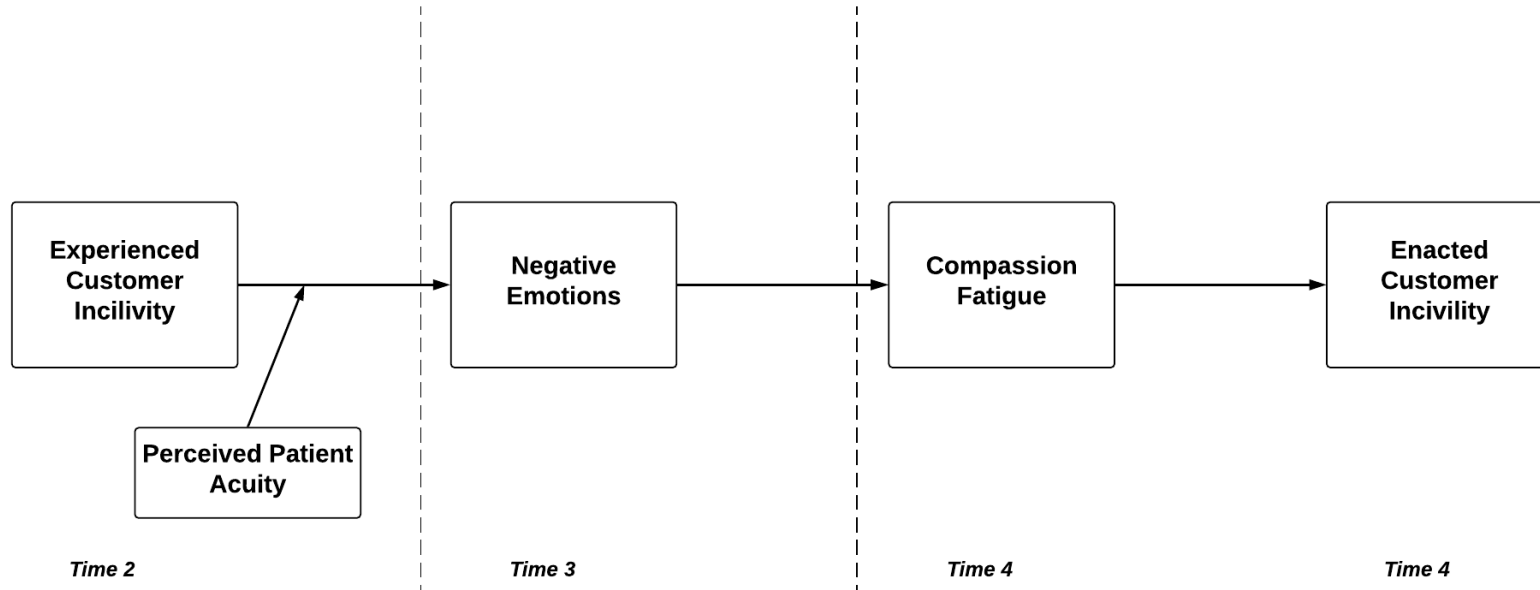 Experienced
Customer
Incilivity
Negative
Emotions
Compassion
Fatigue
Enacted
Customer
Incivility
Perceived Patient
Acuity
Time 2
Time 3
Time 4
Time 4